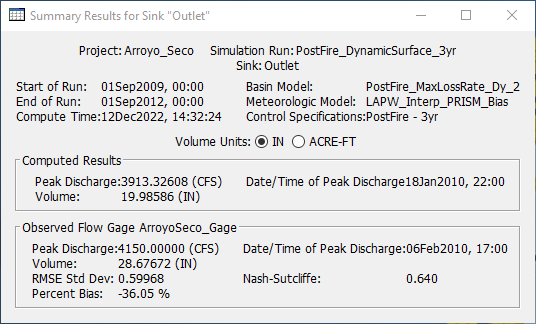 Summary Results for Sink "Outlet"
Project: Arroyo_Seco Simulation Run: PostFire_DynamicSurface_3yr
Sink: Outlet
Start of Run: 01Sep2009, 00:00 Basin Model: PostFire_MaxLossRate_Dy_2
End of Run: 01Sep2012, 00:00 Meteorologic Model: LAPW_Interp_PRISM_Bias
Compute Time:12Dec2022, 14:32:24 Control Specifications:PostFire - 3yr
Volume Units: IN ACRE-FT
Computed Results
Peak Discharge:3913.32608 (CFS) Date/Time of Peak Discharge18Jan2010, 22:00
Volume: 19.98586 (IN)
Observed Flow Gage ArroyoSeco_Gage
Peak Discharge:4150.00000 (CFS) Date/Time of Peak Discharge:06Feb2010, 17:00
Volume: 28.67672 (IN)
RMSE Std Dev: 0.59968 Nash-Sutcliffe: 0.640
Percent Bias: -36.05 %